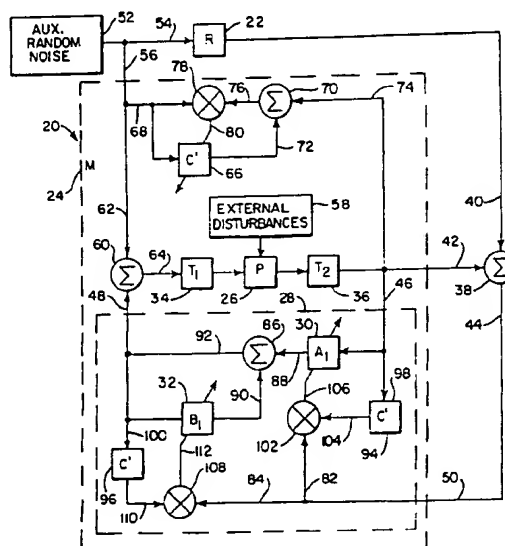 52
AUX.
RANDOM
NOISE
54
R
22
56
78
76
Σ
70
74
68
80
72
C'
66
20
24
M
62
EXTERNAL
DISTURBANCES
58
40
60
Σ
64
T1
34
P
26
T2
36
42
Σ
38
46
48
28
44
92
86
Σ
88
30
A1
32
B1
90
106
98
C'
94
104
102
100
112
C'
96
108
110
84
82
50